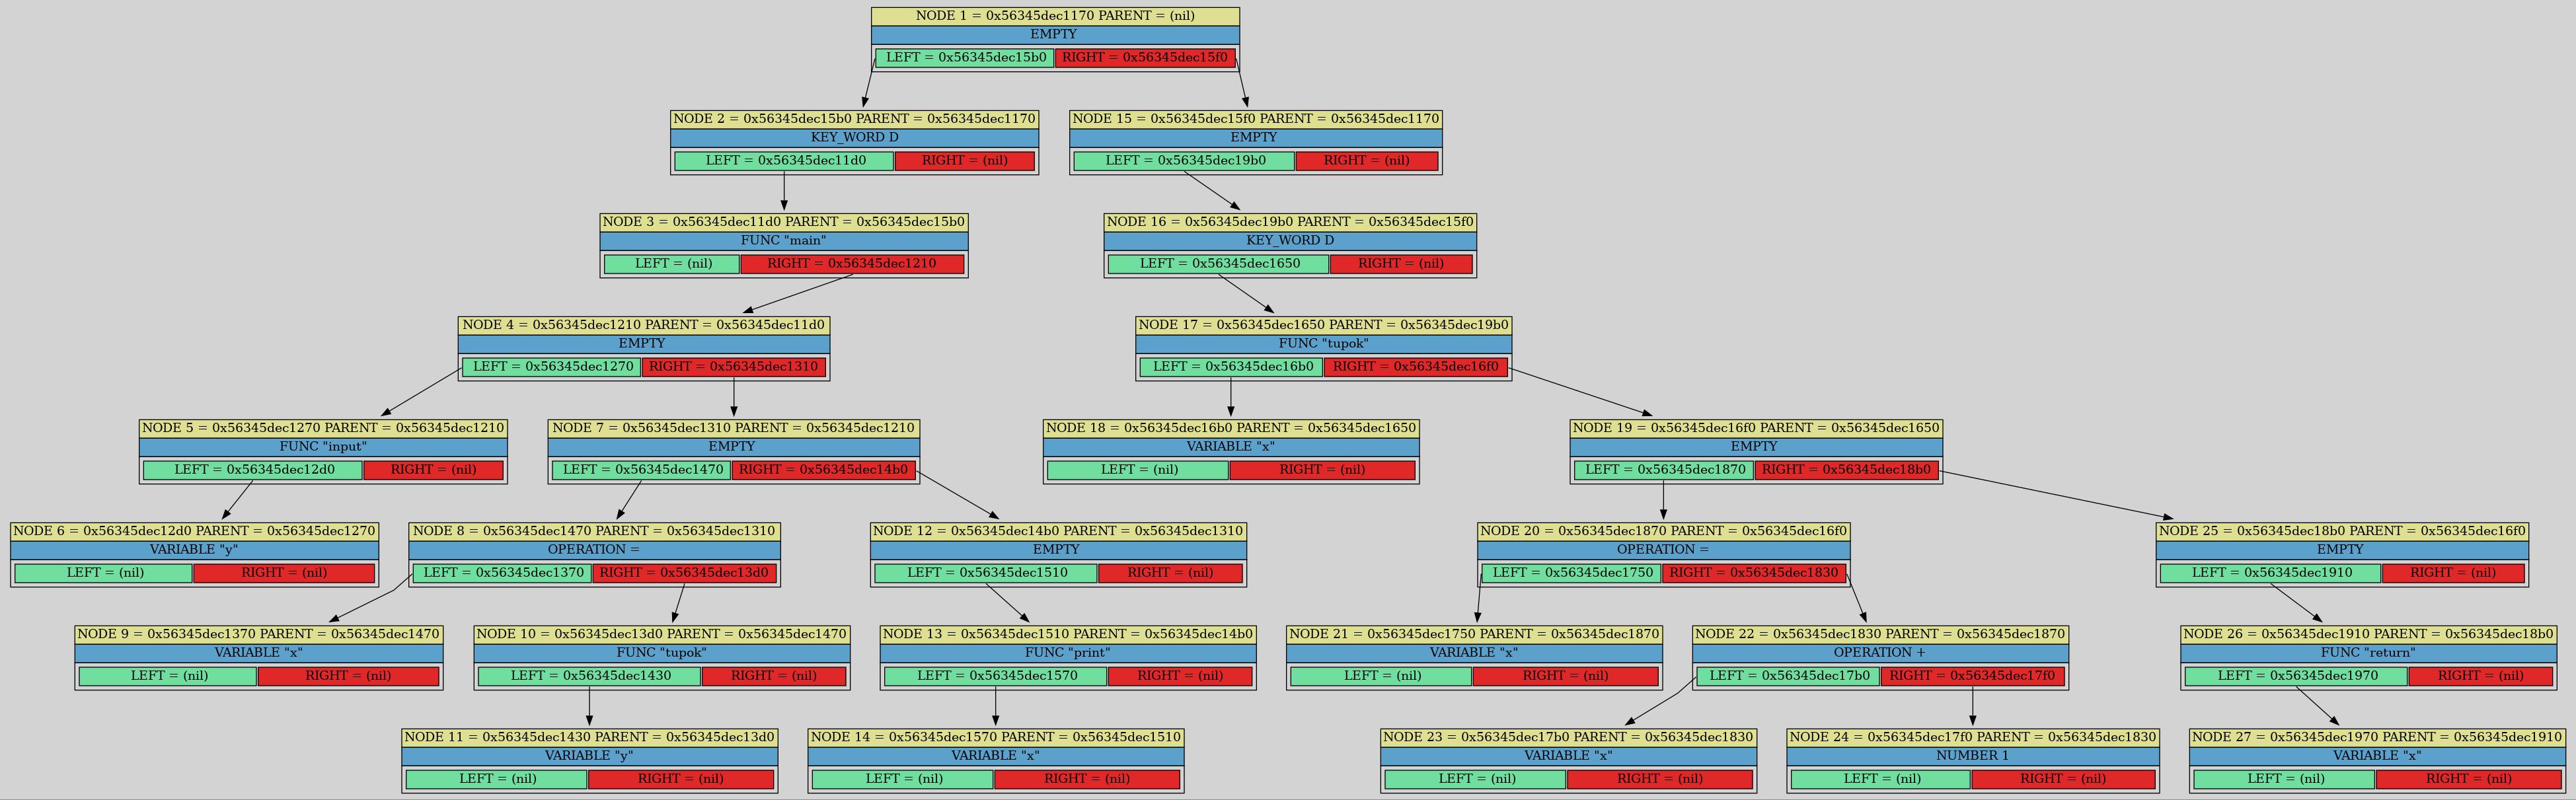 NODE 1 = 0x56345dec1170 PARENT = (nil)
EMPTY
LEFT = 0x56345dec15b0 RIGHT = 0x56345dec15f0
NODE 2 = 0x56345dec15b0 PARENT = 0x56345dec1170
KEY_WORD D
LEFT = 0x56345dec11d0 RIGHT = (nil)
NODE 15 = 0x56345dec15f0 PARENT = 0x56345dec1170
EMPTY
LEFT = 0x56345dec19b0 RIGHT = (nil)
NODE 3 = 0x56345dec11d0 PARENT = 0x56345dec15b0
FUNC "main"
LEFT = (nil) RIGHT = 0x56345dec1210
NODE 16 = 0x56345dec19b0 PARENT = 0x56345dec15f0
KEY_WORD D
LEFT = 0x56345dec1650 RIGHT = (nil)
NODE 4 = 0x56345dec1210 PARENT = 0x56345dec11d0
EMPTY
LEFT = 0x56345dec1270 RIGHT = 0x56345dec1310
NODE 17 = 0x56345dec1650 PARENT = 0x56345dec19b0
FUNC "tupok"
LEFT = 0x56345dec16b0 RIGHT = 0x56345dec16f0
NODE 5 = 0x56345dec1270 PARENT = 0x56345dec1210
FUNC "input"
LEFT = 0x56345dec12d0 RIGHT = (nil)
NODE 7 = 0x56345dec1310 PARENT = 0x56345dec1210
EMPTY
LEFT = 0x56345dec1470 RIGHT = 0x56345dec14b0
NODE 18 = 0x56345dec16b0 PARENT = 0x56345dec1650
VARIABLE "x"
LEFT = (nil) RIGHT = (nil)
NODE 19 = 0x56345dec16f0 PARENT = 0x56345dec1650
EMPTY
LEFT = 0x56345dec1870 RIGHT = 0x56345dec18b0
NODE 6 = 0x56345dec12d0 PARENT = 0x56345dec1270
VARIABLE "y"
LEFT = (nil) RIGHT = (nil)
NODE 8 = 0x56345dec1470 PARENT = 0x56345dec1310
OPERATION =
LEFT = 0x56345dec1370 RIGHT = 0x56345dec13d0
NODE 12 = 0x56345dec14b0 PARENT = 0x56345dec1310
EMPTY
LEFT = 0x56345dec1510 RIGHT = (nil)
NODE 20 = 0x56345dec1870 PARENT = 0x56345dec16f0
OPERATION =
LEFT = 0x56345dec1750 RIGHT = 0x56345dec1830
NODE 25 = 0x56345dec18b0 PARENT = 0x56345dec16f0
EMPTY
LEFT = 0x56345dec1910 RIGHT = (nil)
NODE 9 = 0x56345dec1370 PARENT = 0x56345dec1470
VARIABLE "x"
LEFT = (nil) RIGHT = (nil)
NODE 10 = 0x56345dec13d0 PARENT = 0x56345dec1470
FUNC "tupok"
LEFT = 0x56345dec1430 RIGHT = (nil)
NODE 13 = 0x56345dec1510 PARENT = 0x56345dec14b0
FUNC "print"
LEFT = 0x56345dec1570 RIGHT = (nil)
NODE 21 = 0x56345dec1750 PARENT = 0x56345dec1870
VARIABLE "x"
LEFT = (nil) RIGHT = (nil)
NODE 22 = 0x56345dec1830 PARENT = 0x56345dec1870
OPERATION +
LEFT = 0x56345dec17b0 RIGHT = 0x56345dec17f0
NODE 26 = 0x56345dec1910 PARENT = 0x56345dec18b0
FUNC "return"
LEFT = 0x56345dec1970 RIGHT = (nil)
NODE 11 = 0x56345dec1430 PARENT = 0x56345dec13d0
VARIABLE "y"
LEFT = (nil) RIGHT = (nil)
NODE 14 = 0x56345dec1570 PARENT = 0x56345dec1510
VARIABLE "x"
LEFT = (nil) RIGHT = (nil)
NODE 23 = 0x56345dec17b0 PARENT = 0x56345dec1830
VARIABLE "x"
LEFT = (nil) RIGHT = (nil)
NODE 24 = 0x56345dec17f0 PARENT = 0x56345dec1830
NUMBER 1
LEFT = (nil) RIGHT = (nil)
NODE 27 = 0x56345dec1970 PARENT = 0x56345dec1910
VARIABLE "x"
LEFT = (nil) RIGHT = (nil)